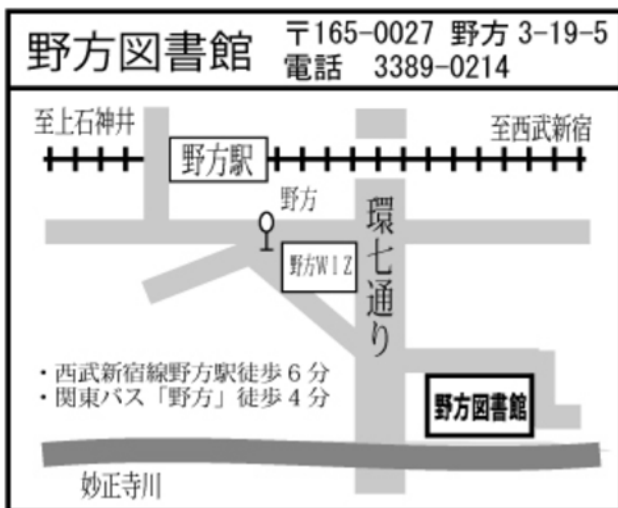 野方図書館
〒165-0027 野方 3-19-5
電話 3389-0214
至上石神井
至西武新宿
野方駅
野方
環七通り
野方WIZ
・西武新宿線野方駅徒歩6分
・関東バス「野方」徒歩4分
野方図書館
妙正寺川